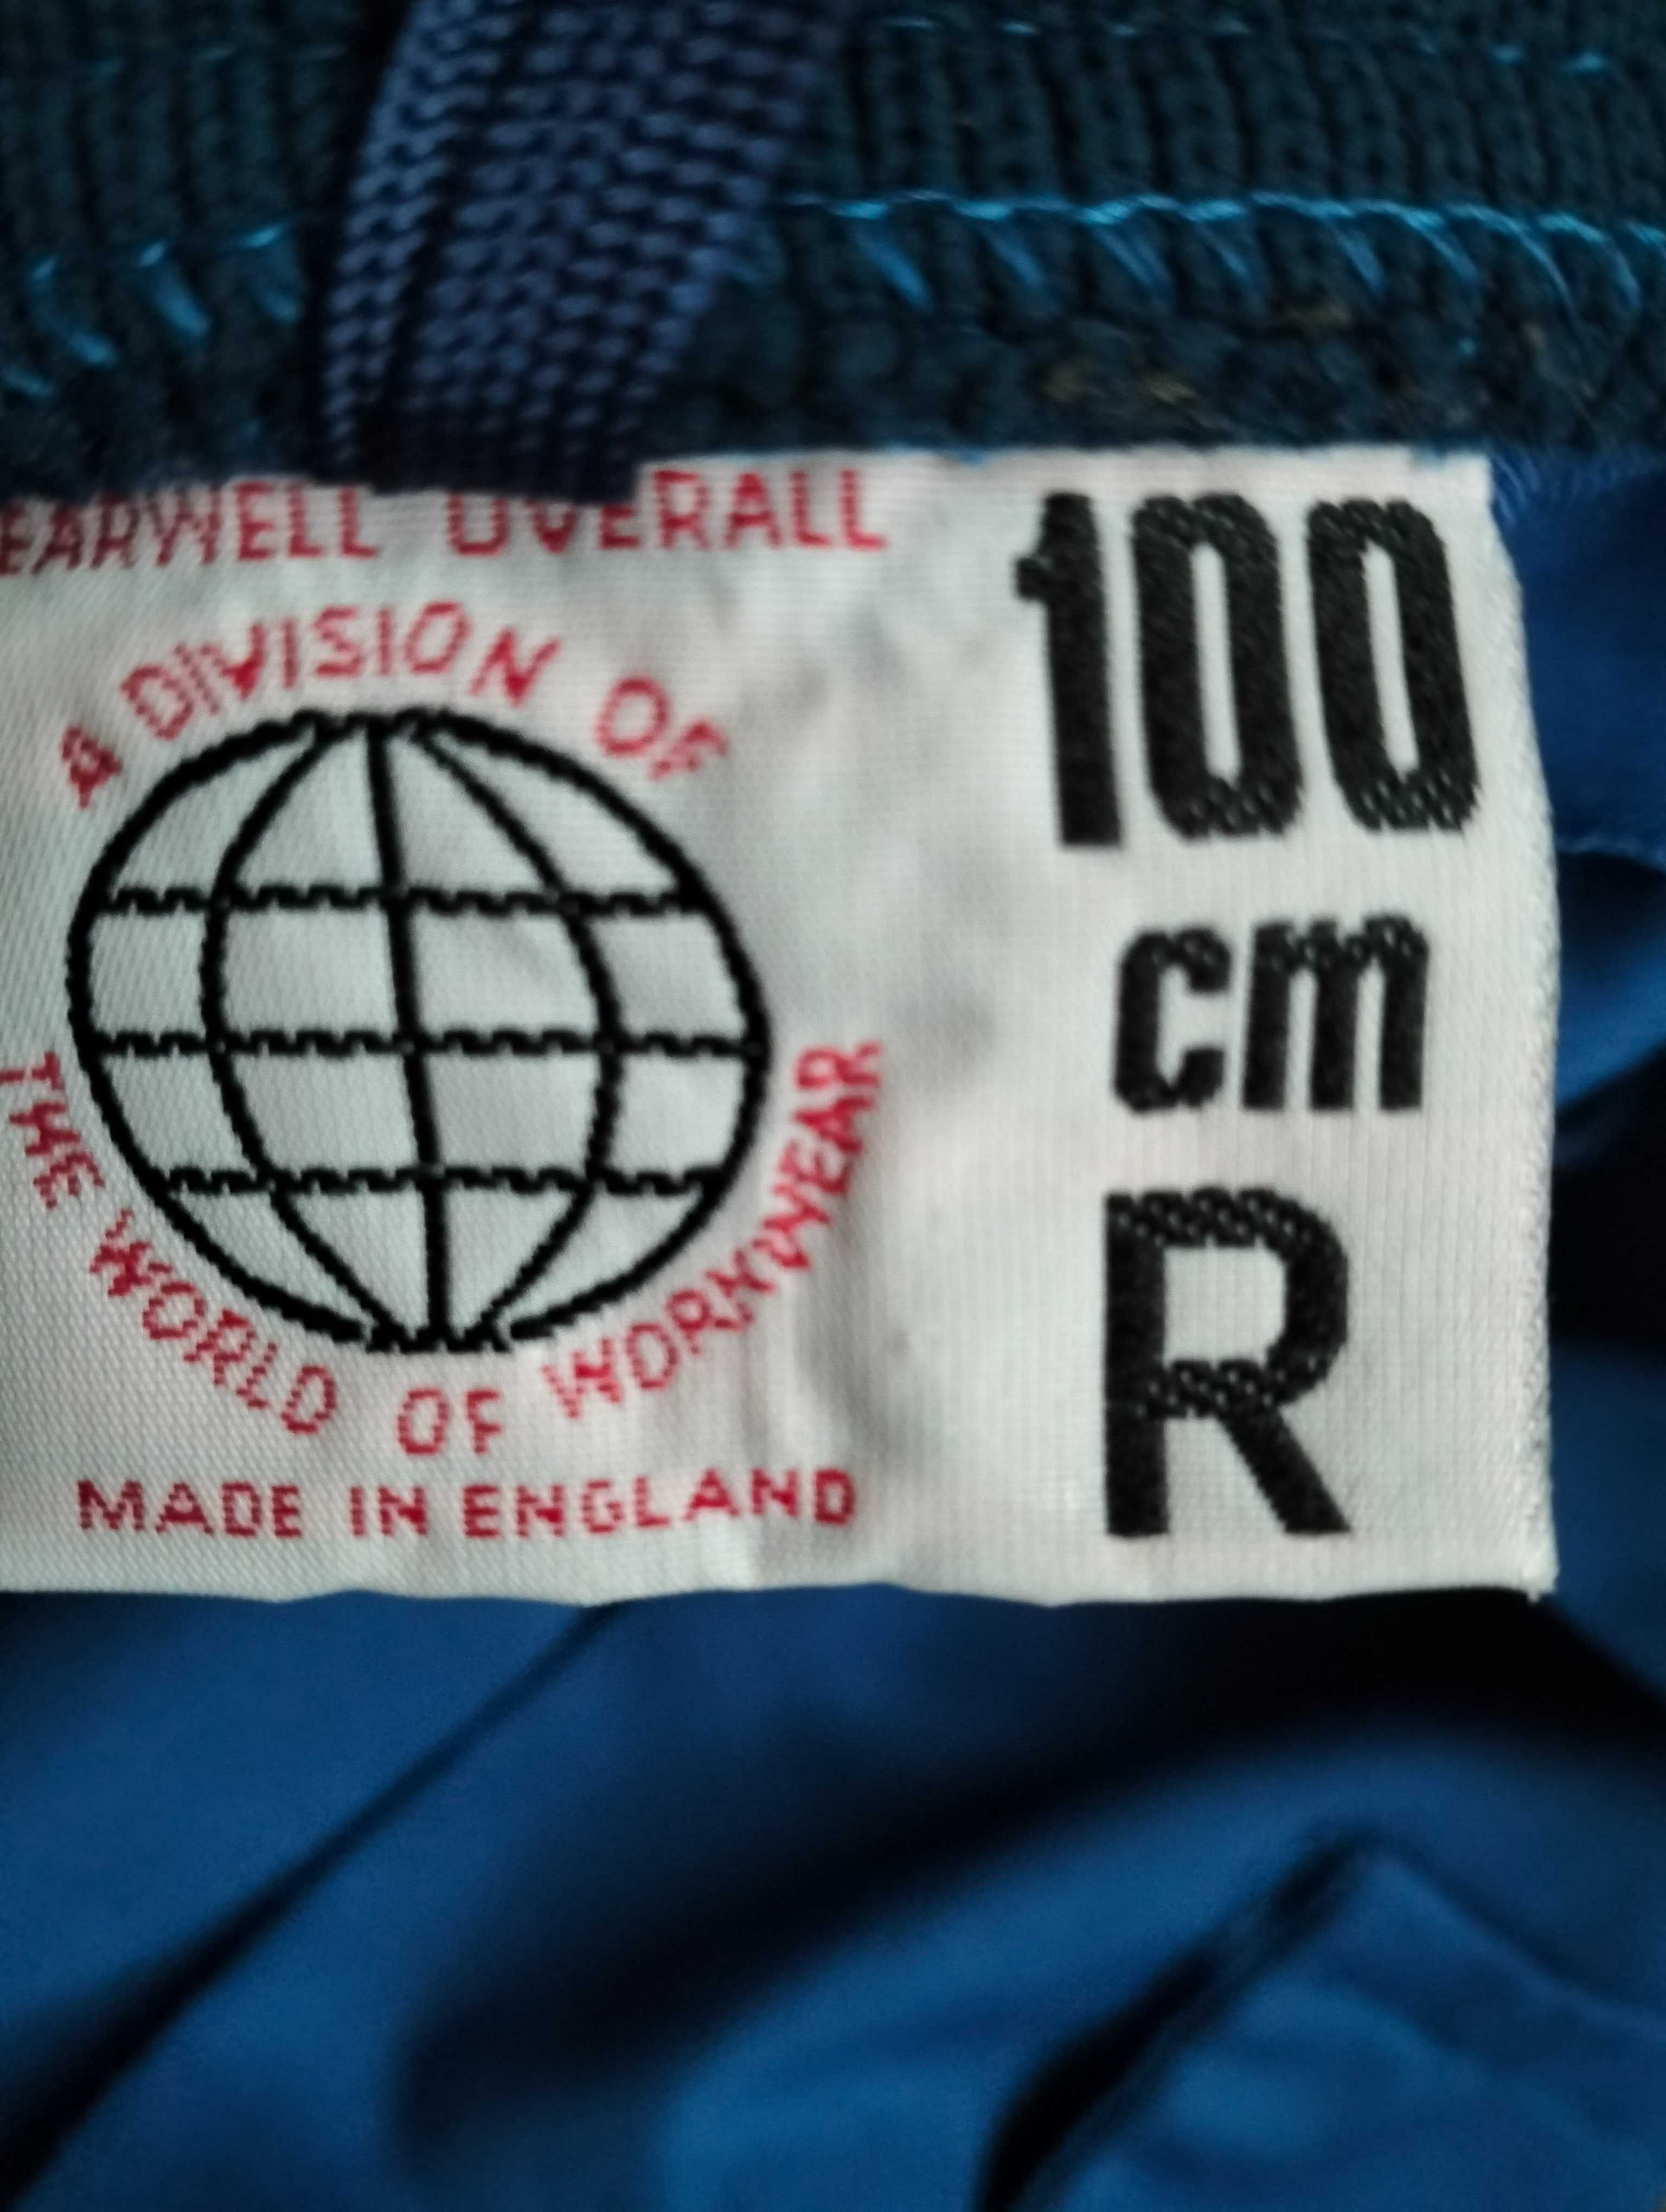 EARWELL OVERALL
A DIVISION OF
THE WORLD OF WORKWEAR
MADE IN ENGLAND
100
cm
R